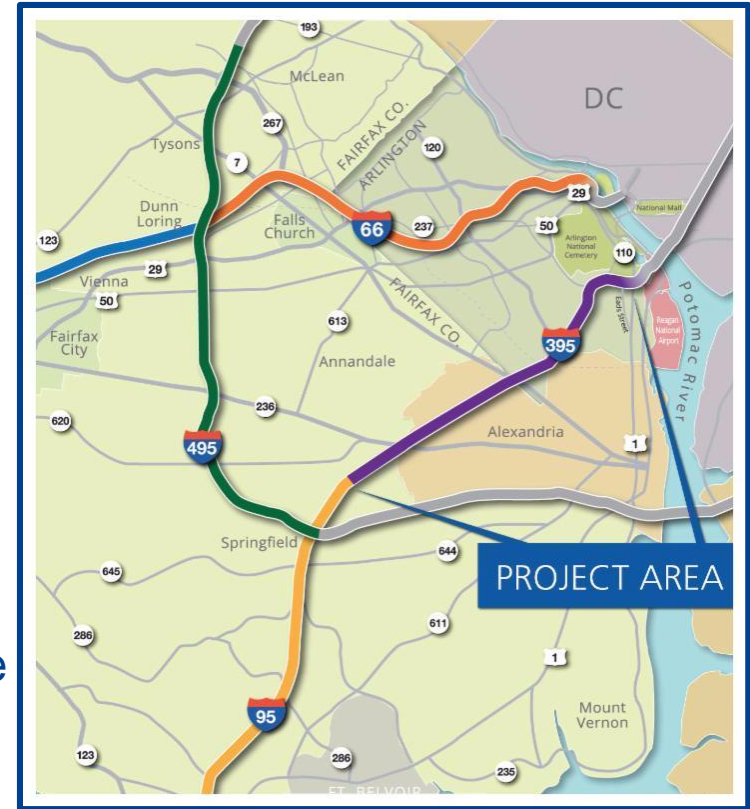 193
McLean
DC
267
FAIRFAX CO.
ARLINGTON
120
Tysons
7
29
National Mall
Dunn
Loring
Falls
Church
66
237
50
Arlington
National
Cemetery
110
123
29
Vienna
50
FAIRFAX CO.
Eads Street
Reagan
National
Airport
Potomac River
613
395
Fairfax
City
Annandale
236
620
Alexandria
1
495
Springfield
644
PROJECT AREA
645
611
286
1
e
95
Mount
Vernon
123
286
235
FT. BELVOIR